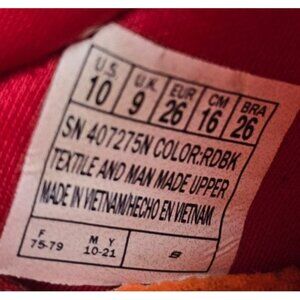 U.S. U.K. EUR CM BRA
10 9 26 16 26
SN 407275N COLOR:RDBK
TEXTILE AND MAN MADE UPPER
MADE IN VIETNAM/HECHO EN VIETNAM
F M Y
75-79 10-21